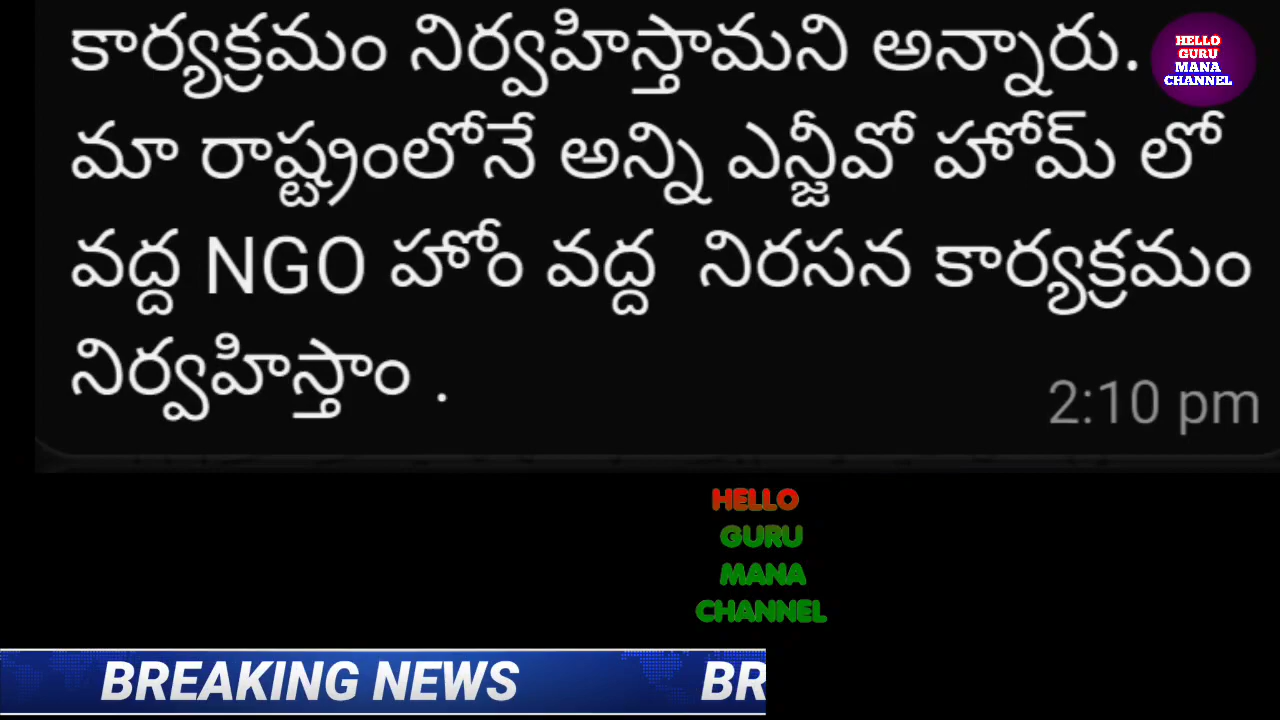 కార్యక్రమం నిర్వహిస్తామని అన్నారు.
HELLO
GURU
MANA
CHANNEL
మా రాష్ట్రంలోనే అన్ని ఎన్జీవో హోమ్ లో
వద్ద NGO హోం వద్ద నిరసన కార్యక్రమం
నిర్వహిస్తాం .
2:10 pm
HELLO
GURU
MANA
CHANNEL
BREAKING NEWS BR